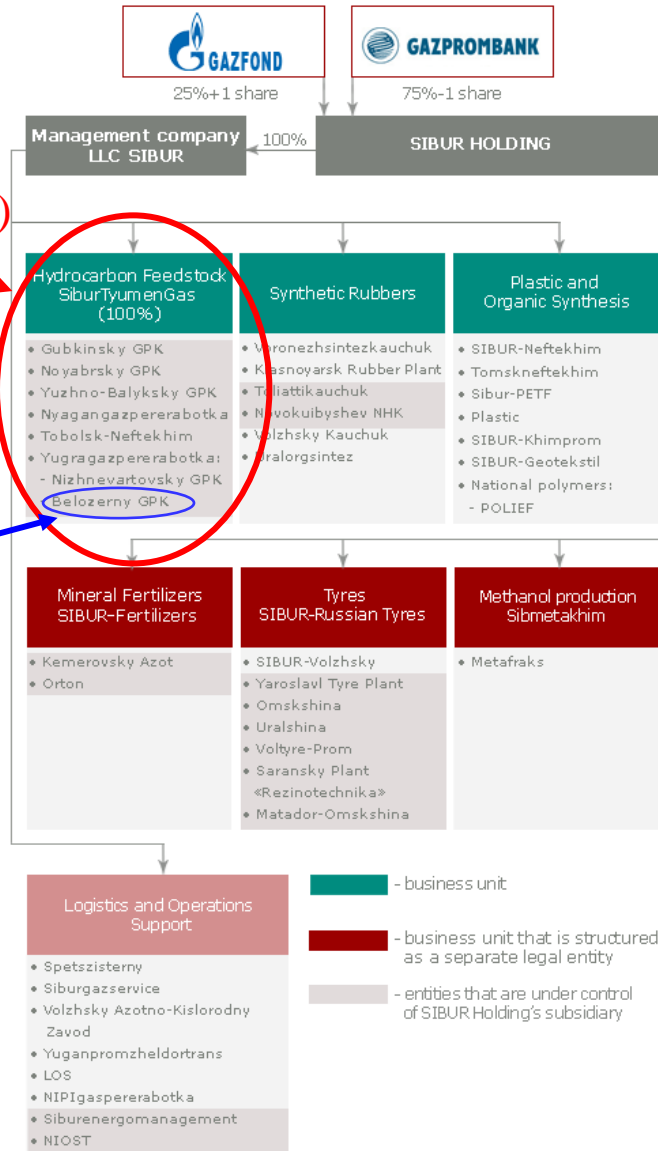 GAZFOND
GAZPROMBANK
25%+1 share
75%-1 share
Management company
LLC SIBUR
100%
SIBUR HOLDING
)
Hydrocarbon Feedstock
SiburTyumenGas
(100%)
• Gubkinsky GPK
• Noyabrsky GPK
• Yuzhno-Balyksky GPK
• Nyagangazpererabotka
• Tobolsk-Neftekhim
• Yugragazpererabotka:
- Nizhnevartovsky GPK
- Belozerny GPK
Synthetic Rubbers
• Voronezhsintezkauchuk
• Krasnoyarsk Rubber Plant
• Toliattikauchuk
• Novokuibyshev NHK
• Volzhsky Kauchuk
• Uralorgsintez
Plastic and
Organic Synthesis
• SIBUR-Neftekhim
• Tomskneftekhim
• Sibur-PETF
• Plastic
• SIBUR-Khimprom
• SIBUR-Geotekstil
• National polymers:
- POLIEF
Mineral Fertilizers
SIBUR-Fertilizers
• Kemerovsky Azot
• Orton
Tyres
SIBUR-Russian Tyres
• SIBUR-Volzhsky
• Yaroslavl Tyre Plant
• Omskshina
• Uralshina
• Voltyre-Prom
• Saransky Plant
«Rezinotechnika»
• Matador-Omskshina
Methanol production
Sibmetakhim
• Metafraks
Logistics and Operations
Support
• Spetszisterny
• Siburgazservice
• Volzhsky Azotno-Kislorodny
Zavod
• Yuganpromzheldortrans
• LOS
• NIPIgaspererabotka
• Siburenergomanagement
• NIOST
- business unit
- business unit that is structured
as a separate legal entity
- entities that are under control
of SIBUR Holding's subsidiary